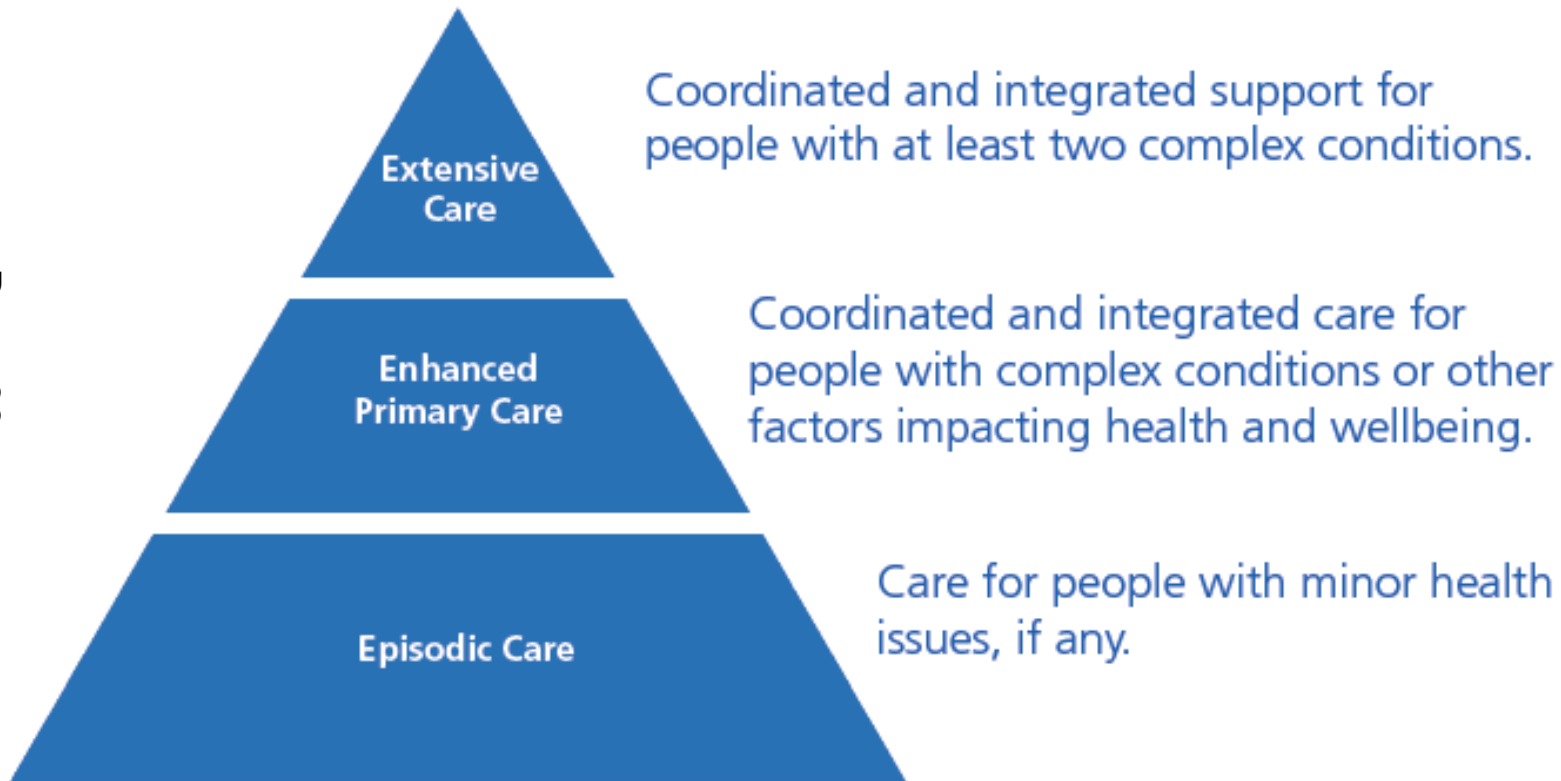 Extensive
Care
Coordinated and integrated support for
people with at least two complex conditions.
Enhanced
Primary Care
Coordinated and integrated care for
people with complex conditions or other
factors impacting health and wellbeing.
Episodic Care
Care for people with minor health
issues, if any.